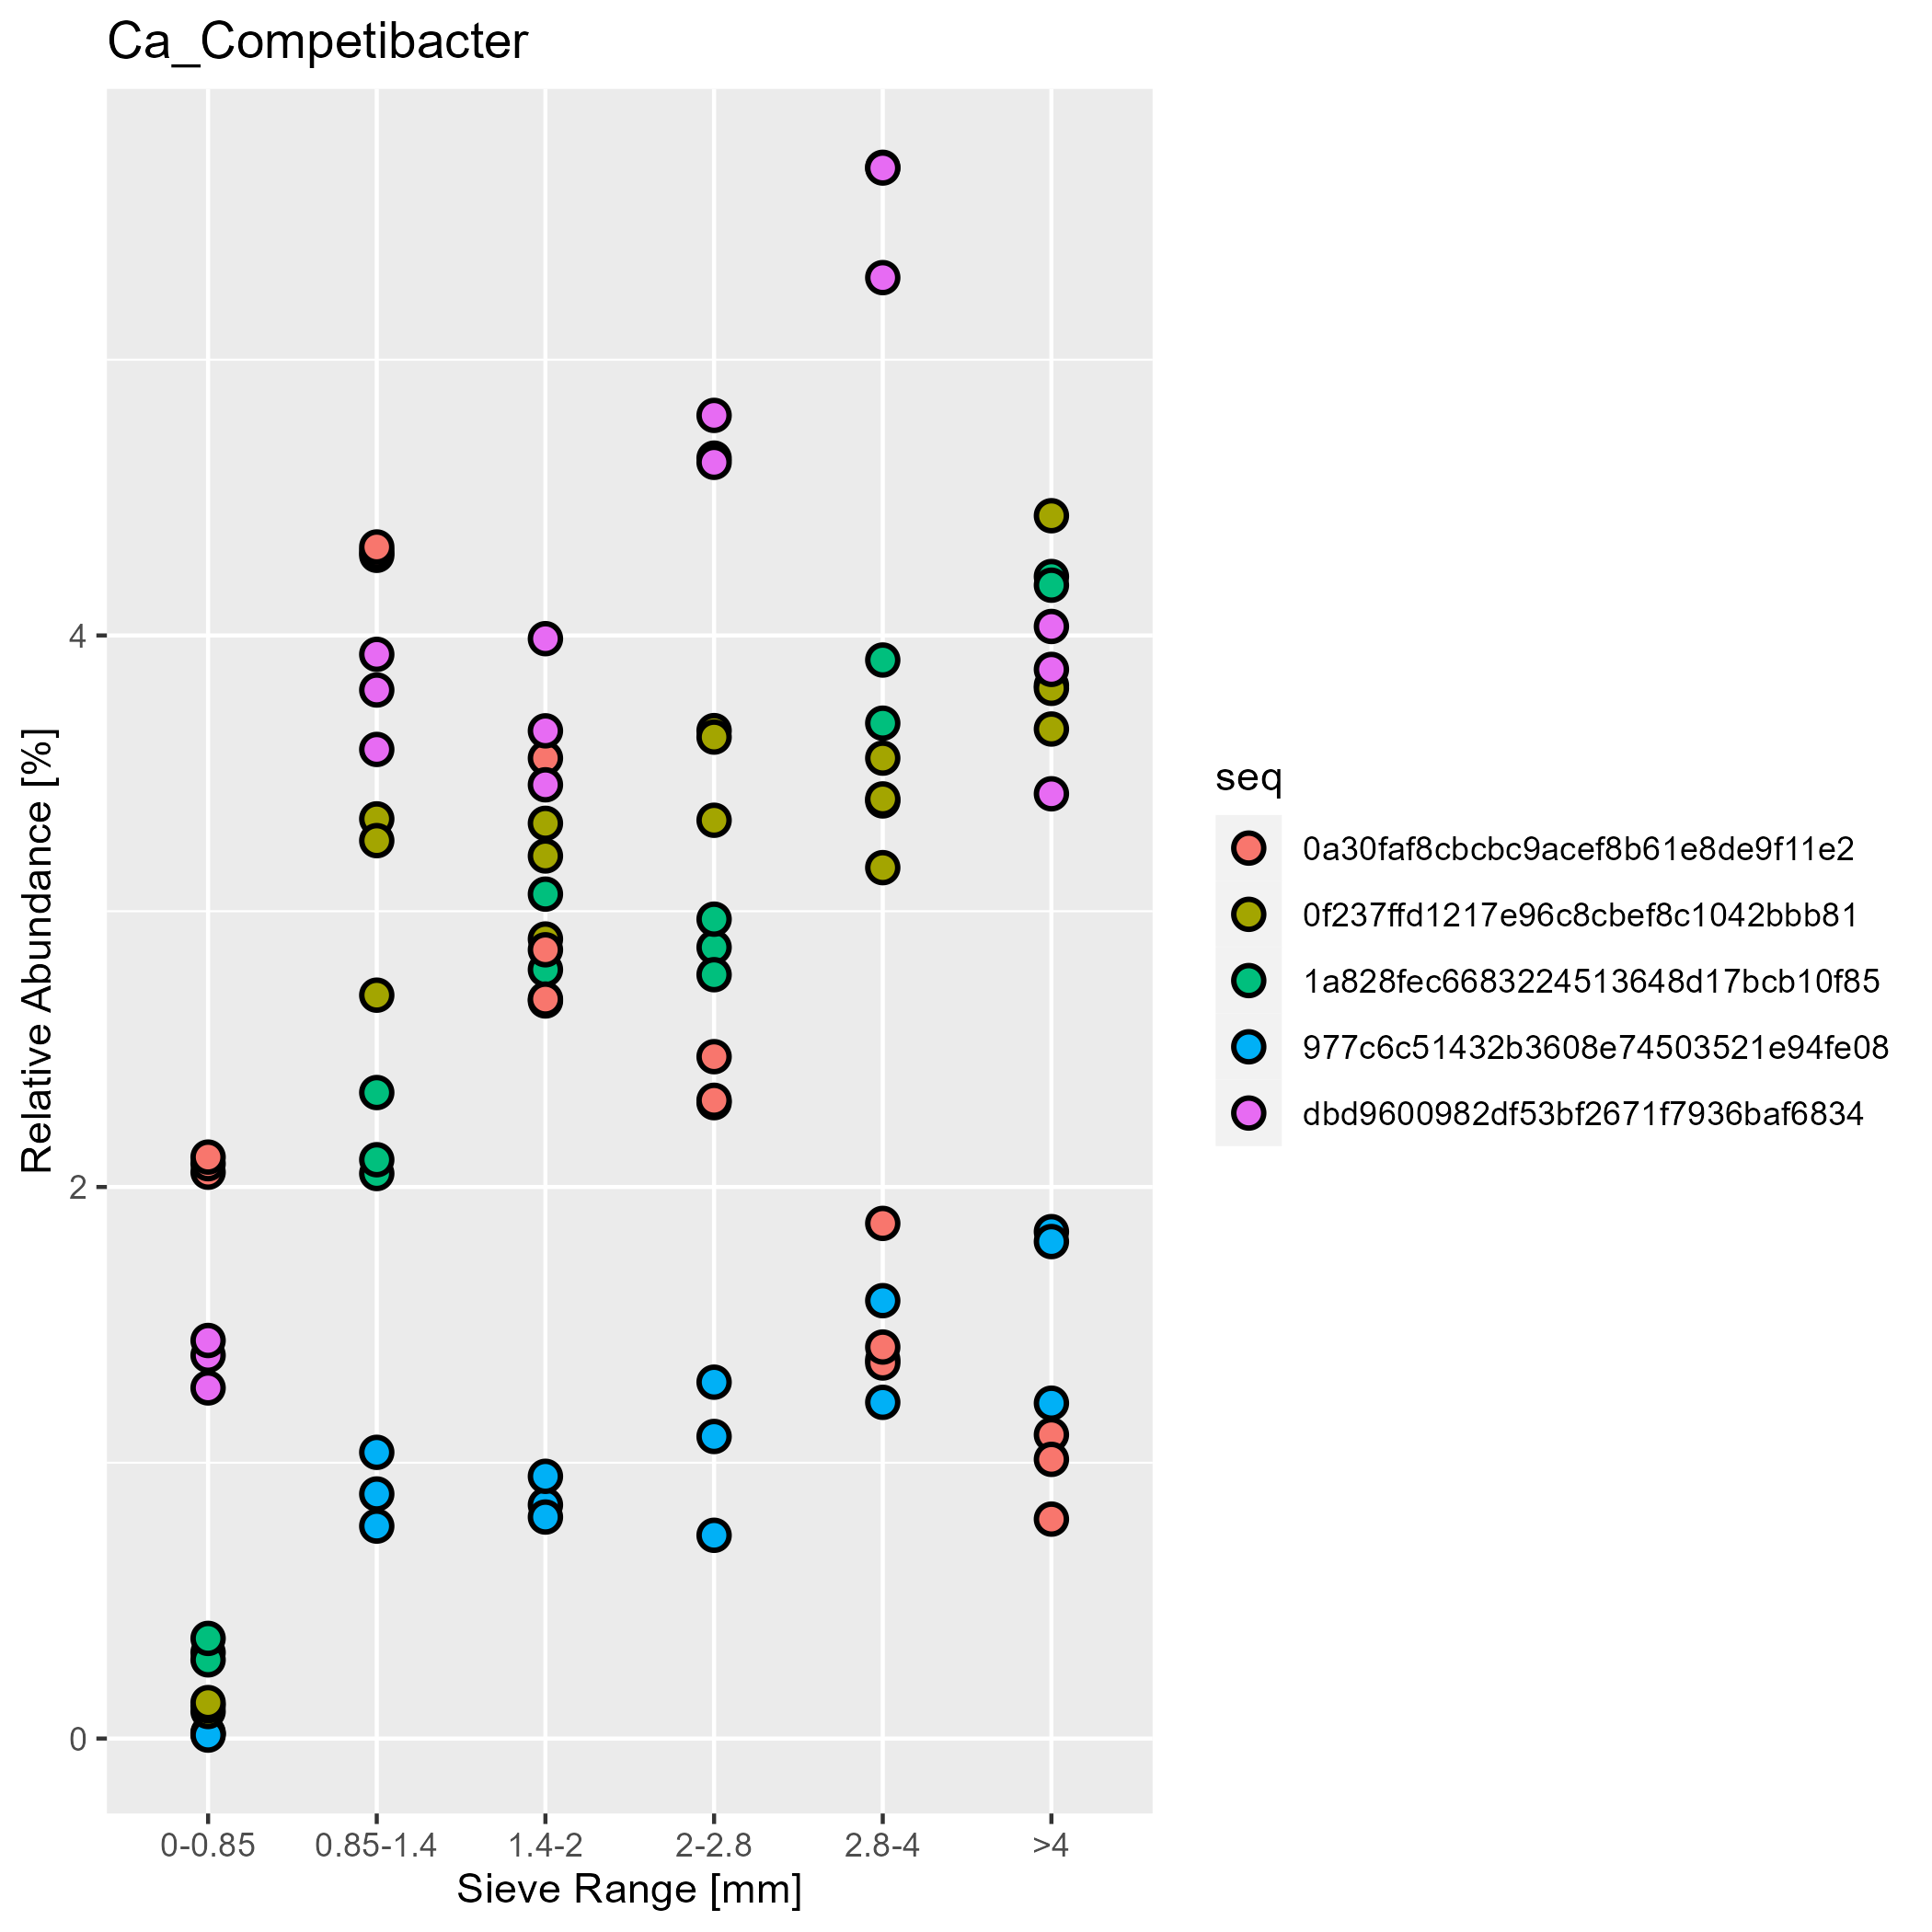 Ca_Competibacter
Relative Abundance [%]
4
2
0
0-0.85
0.85-1.4
1.4-2
2-2.8
2.8-4
>4
Sieve Range [mm]
seq
0a30faf8cbcbc9acef8b61e8de9f11e2
0f237ffd1217e96c8cbef8c1042bbb81
1a828fec6683224513648d17bcb10f85
977c6c51432b3608e74503521e94fe08
dbd9600982df53bf2671f7936baf6834